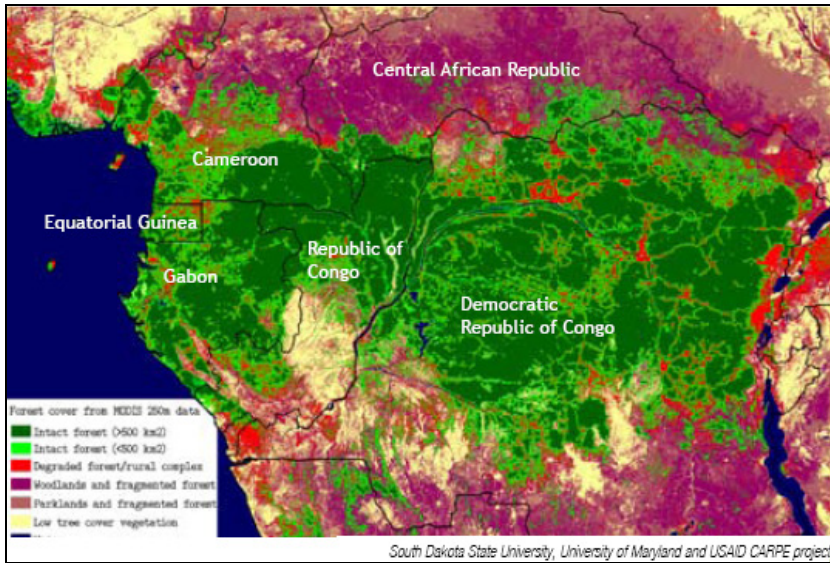 Central African Republic
Cameroon
Equatorial Guinea
Republic of
Congo
Gabon
Democratic
Republic of Congo
Forest cover from MODIS 250m data
Intact forest (>500 km2)
Intact forest (<500 km2)
Degraded forest/rural complex
Woodlands and fragmented forest
Parklands and fragmented forest
Low tree cover vegetation
South Dakota State University, University of Maryland and USAID CARPE project